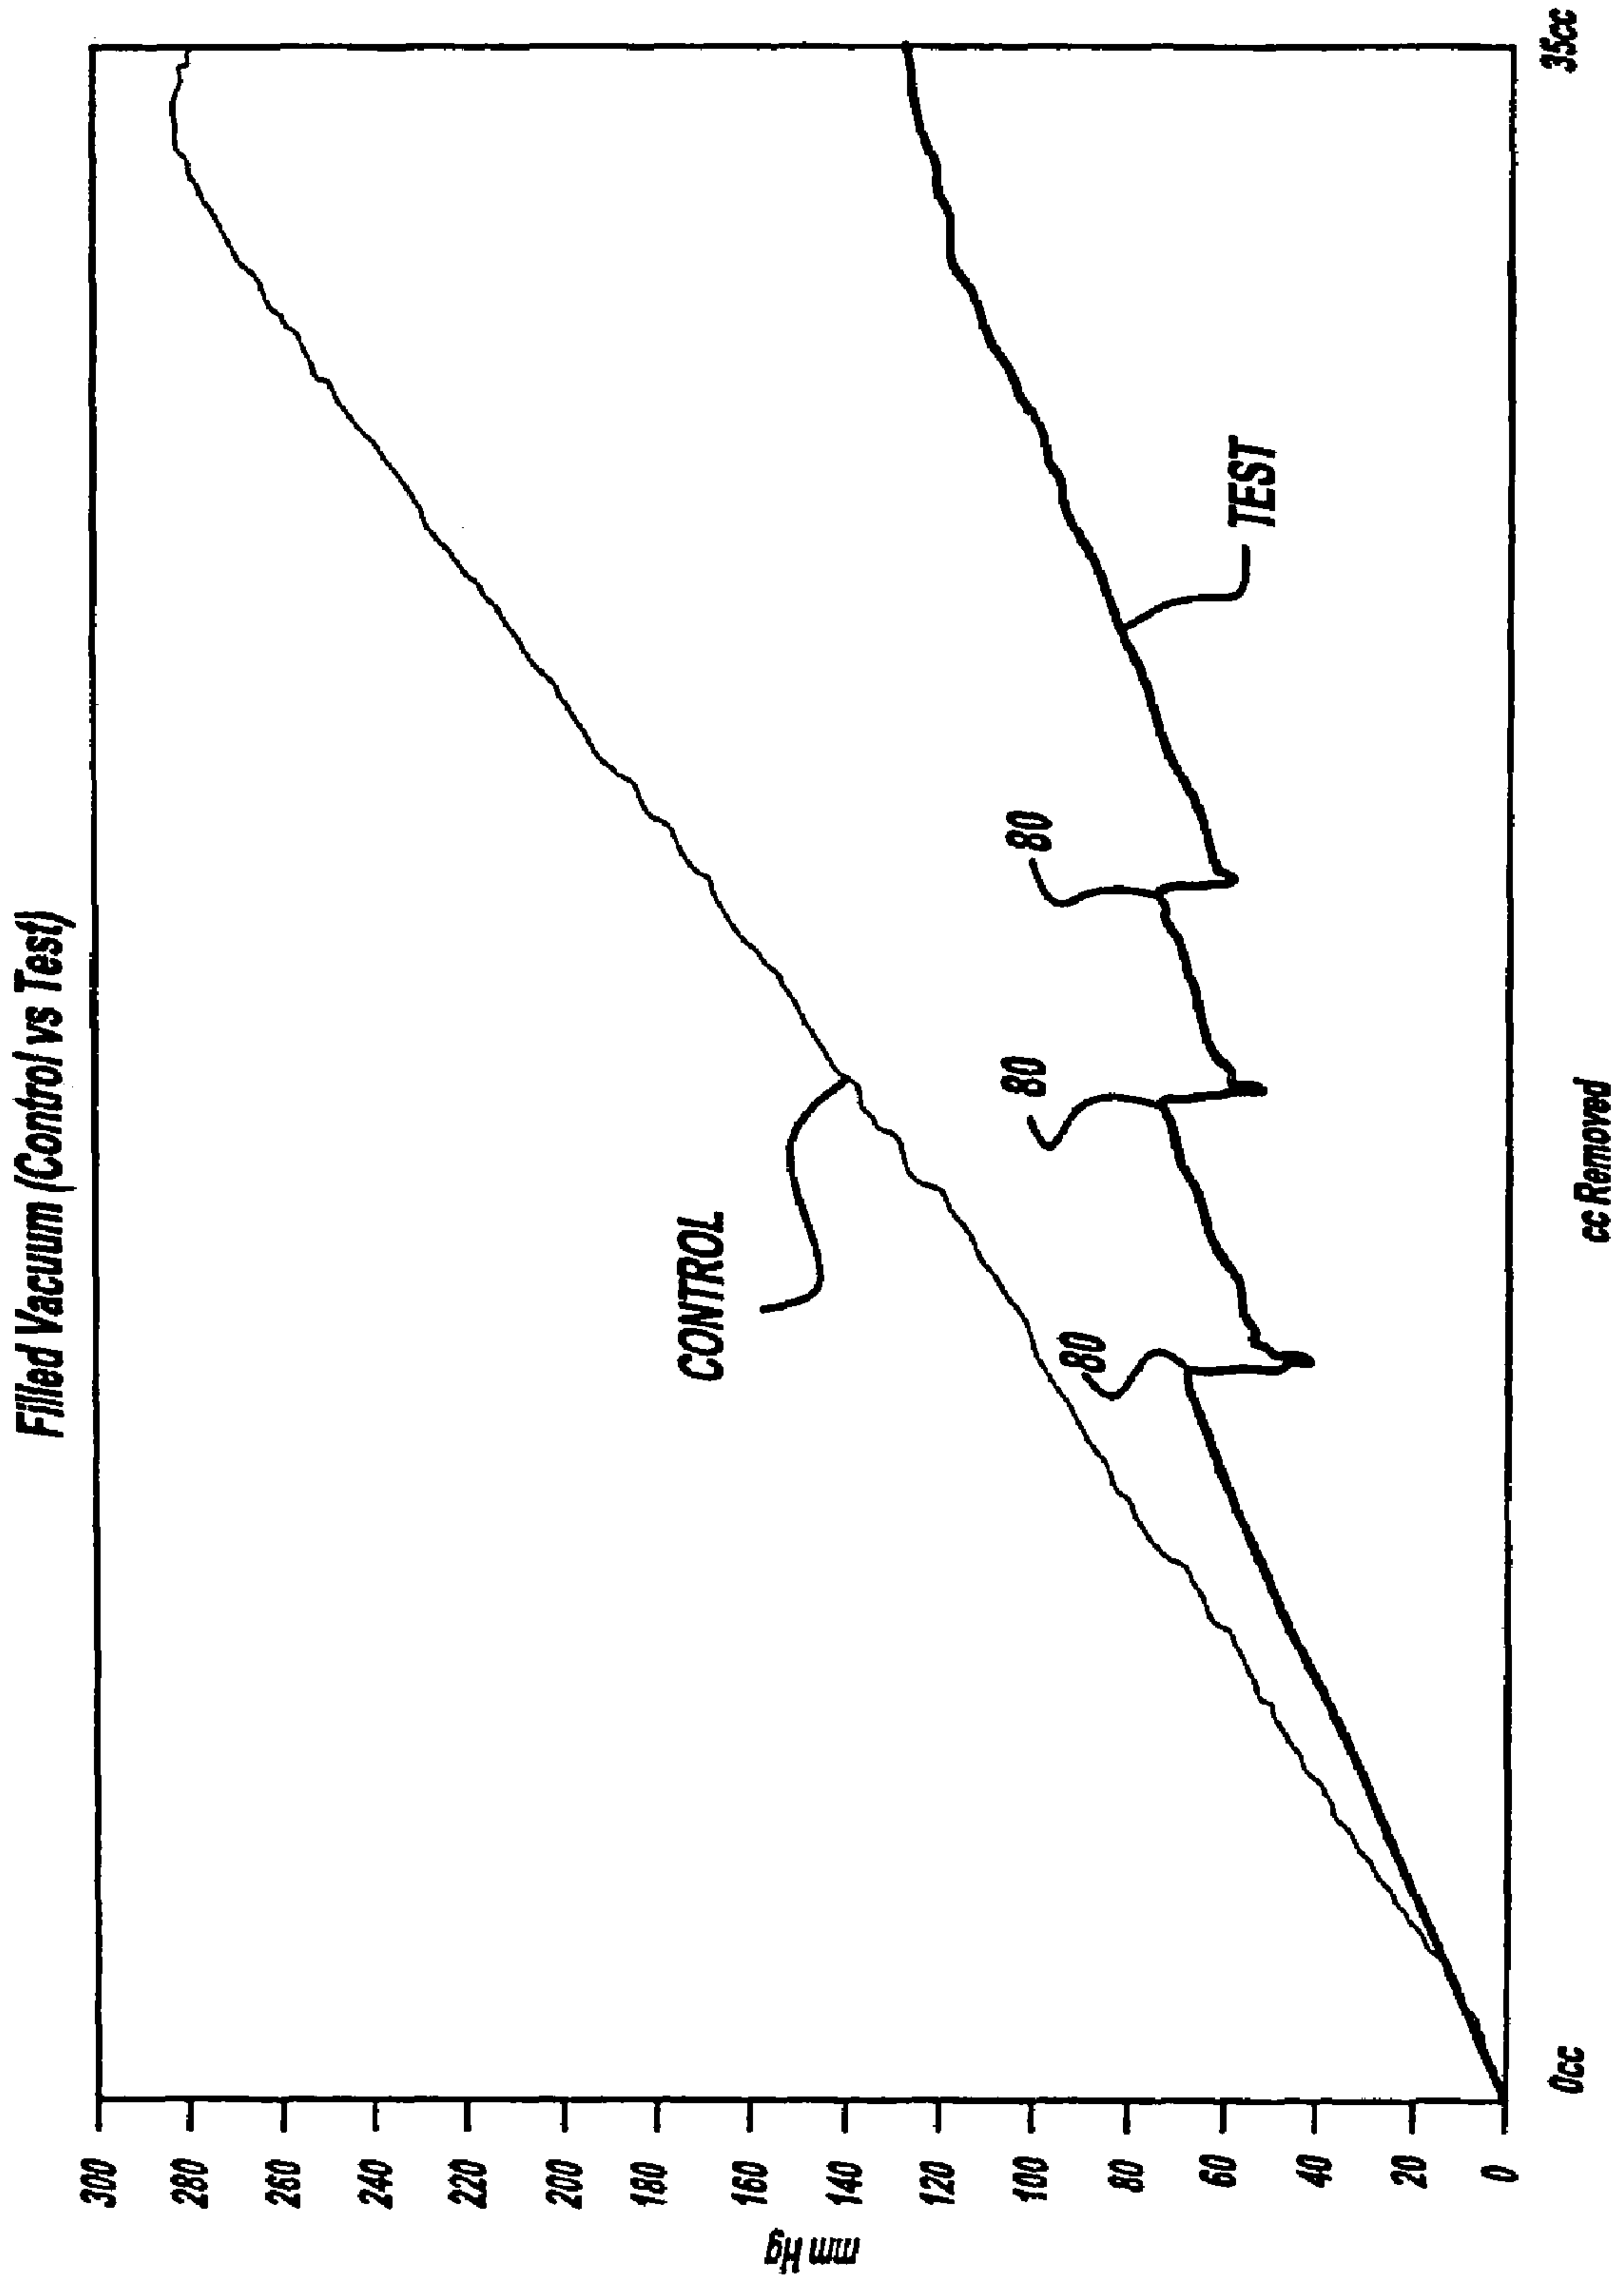 Filled Vacuum (Control vs Test)
mm Hg
300
280
260
240
220
200
180
160
140
120
100
80
60
40
20
0
CONTROL
80
80
80
TEST
0cc
35cc
cc Removed